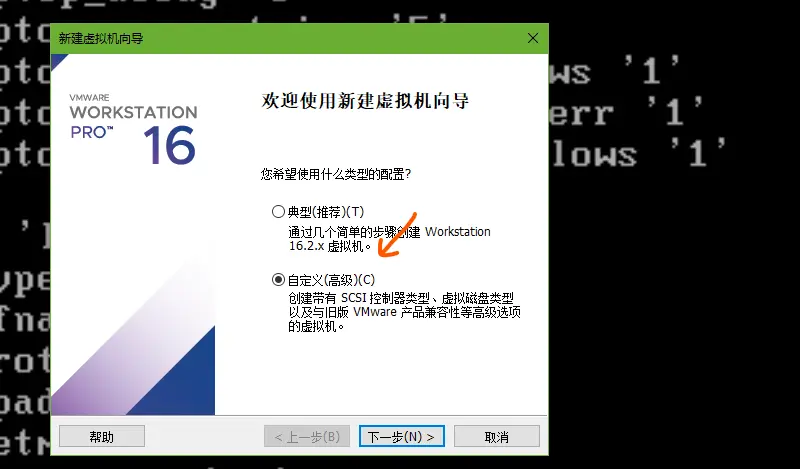 '5'
新建虚拟机向导
ws '1'
err '1'
llows '1'
VMWARE
WORKSTATION
PRO™ 16
欢迎使用新建虚拟机向导
您希望使用什么类型的配置?
典型(推荐)(T)
通过几个简单的步骤创建 Workstation
16.2.x 虚拟机。
自定义(高级)(C)
创建带有 SCSI 控制器类型、虚拟磁盘类型
以及与旧版 VMware 产品兼容性等高级选项
的虚拟机。
帮助
< 上一步(B)
下一步(N) >
取消